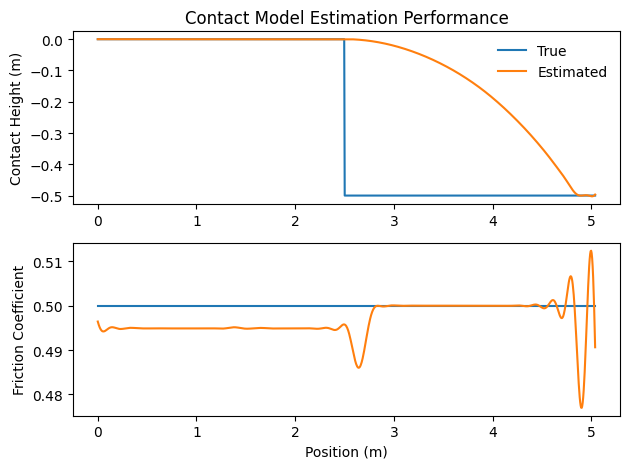 Contact Model Estimation Performance
Contact Height (m)
0.0
−0.1
−0.2
−0.3
−0.4
−0.5
True
Estimated
0 1 2 3 4 5
Friction Coefficient
0.51
0.50
0.49
0.48
0 1 2 3 4 5
Position (m)